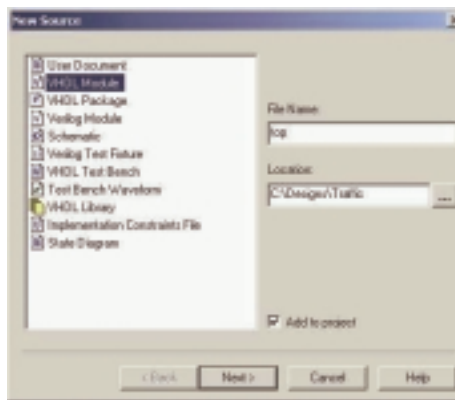 New Source
User Document
VHDL Module
VHDL Package
Verilog Module
Schematic
Verilog Test Fixture
VHDL Test Bench
Test Bench Waveform
VHDL Library
Implementation Constraints File
State Diagram
File Name:
top
Location:
C:\Designs\Traffic
...
Add to project
< Back
Next >
Cancel
Help